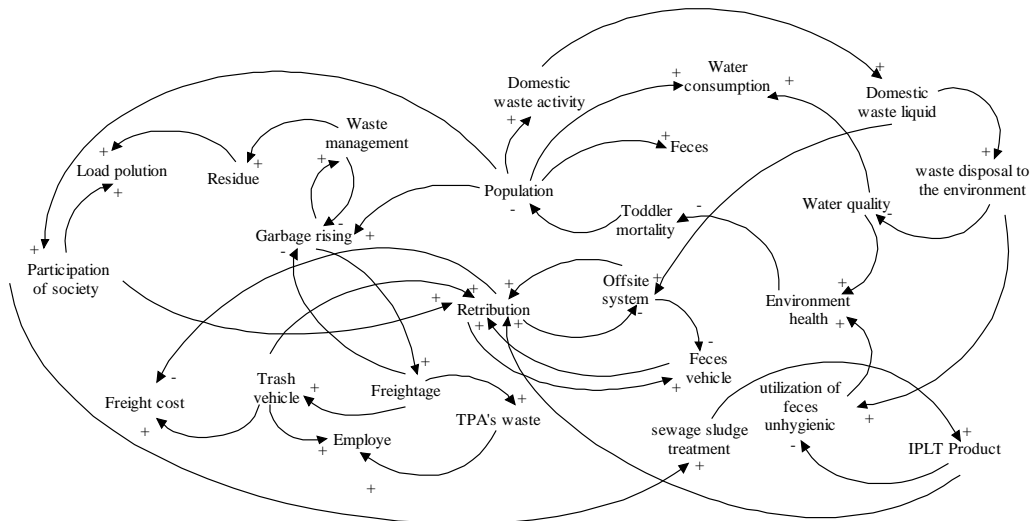 Domestic
waste activity
Water
consumption
Domestic
waste liquid
Waste
management
Load polution
Residue
Feces
Population
waste disposal to
the environment
Toddler
mortality
Water quality
Garbage rising
Participation
of society
Offsite
system
Retribution
Environment
health
Feces
vehicle
Freight cost
Trash
vehicle
Freightage
utilization of
feces
unhygienic
TPA's waste
Employe
sewage sludge
treatment
IPLT Product